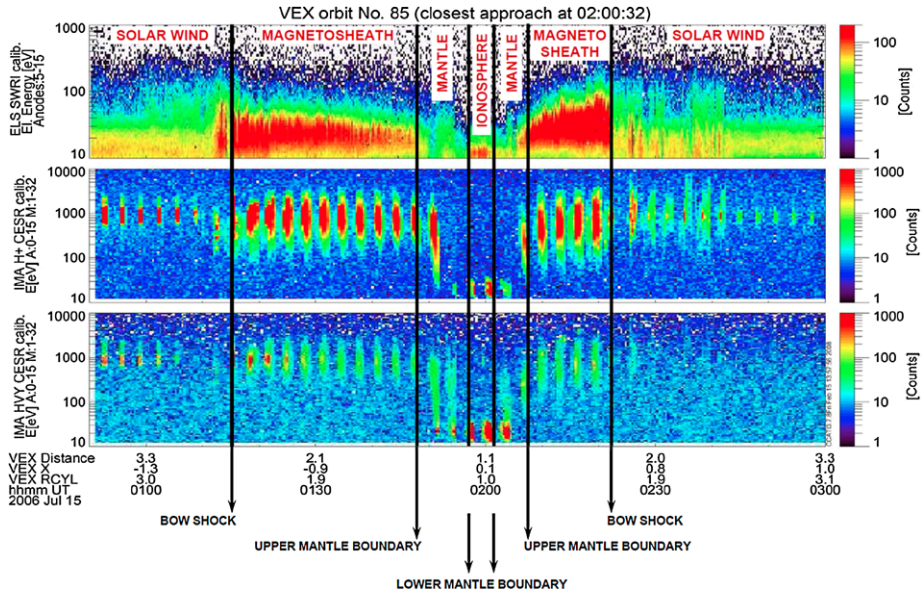 VEX orbit No. 85 (closest approach at 02:00:32)
ELS SWRI calib.
EL Energy [eV]
Anodes:5-15
1000
100
10
SOLAR WIND
MAGNETOSHEATH
MANTLE
IONOSPHERE
MANTLE
MAGNETO
SHEATH
SOLAR WIND
100
10
1
[Counts]
IMA H+ CESR calib.
E[eV] A:0-15 M:1-32
10000
1000
100
10
1000
100
10
1
[Counts]
IMA HVY CESR calib.
E[eV] A:0-15 M:1-32
10000
1000
100
10
1000
100
10
1
[Counts]
VEX Distance 3.3 2.1 1.1 2.0 3.3
VEX X -1.3 -0.9 0.1 0.8 1.0
VEX RCYL 3.0 1.9 1.0 1.9 3.1
hhmm UT 0100 0130 0200 0230 0300
2006 Jul 15
BOW SHOCK
BOW SHOCK
UPPER MANTLE BOUNDARY
UPPER MANTLE BOUNDARY
LOWER MANTLE BOUNDARY